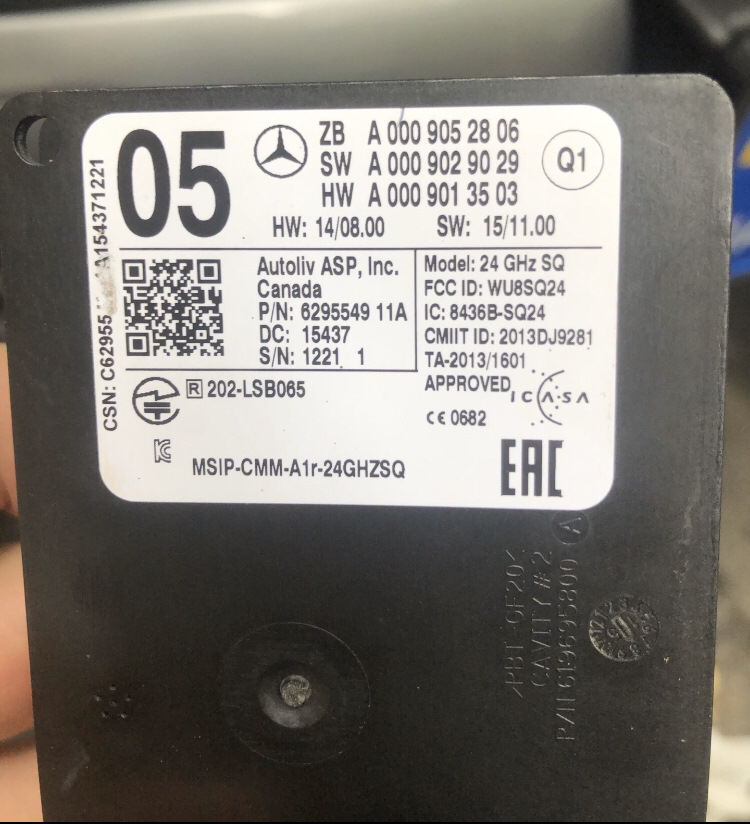 05
ZB A 000 905 28 06
SW A 000 902 90 29
HW A 000 901 35 03
Q1
HW: 14/08.00 SW: 15/11.00
CSN: C62955 A154371221
Autoliv ASP, Inc.
Canada
P/N: 6295549 11A
DC: 15437
S/N: 1221 1
Model: 24 GHz SQ
FCC ID: WU8SQ24
IC: 8436B-SQ24
CMIIT ID: 2013DJ9281
TA-2013/1601
APPROVED
ICASA
CE 0682
R 202-LSB065
MSIP-CMM-A1r-24GHZSQ
EAC
>PBT-GF20<
CAVITY # 2
P/N 619695800 A